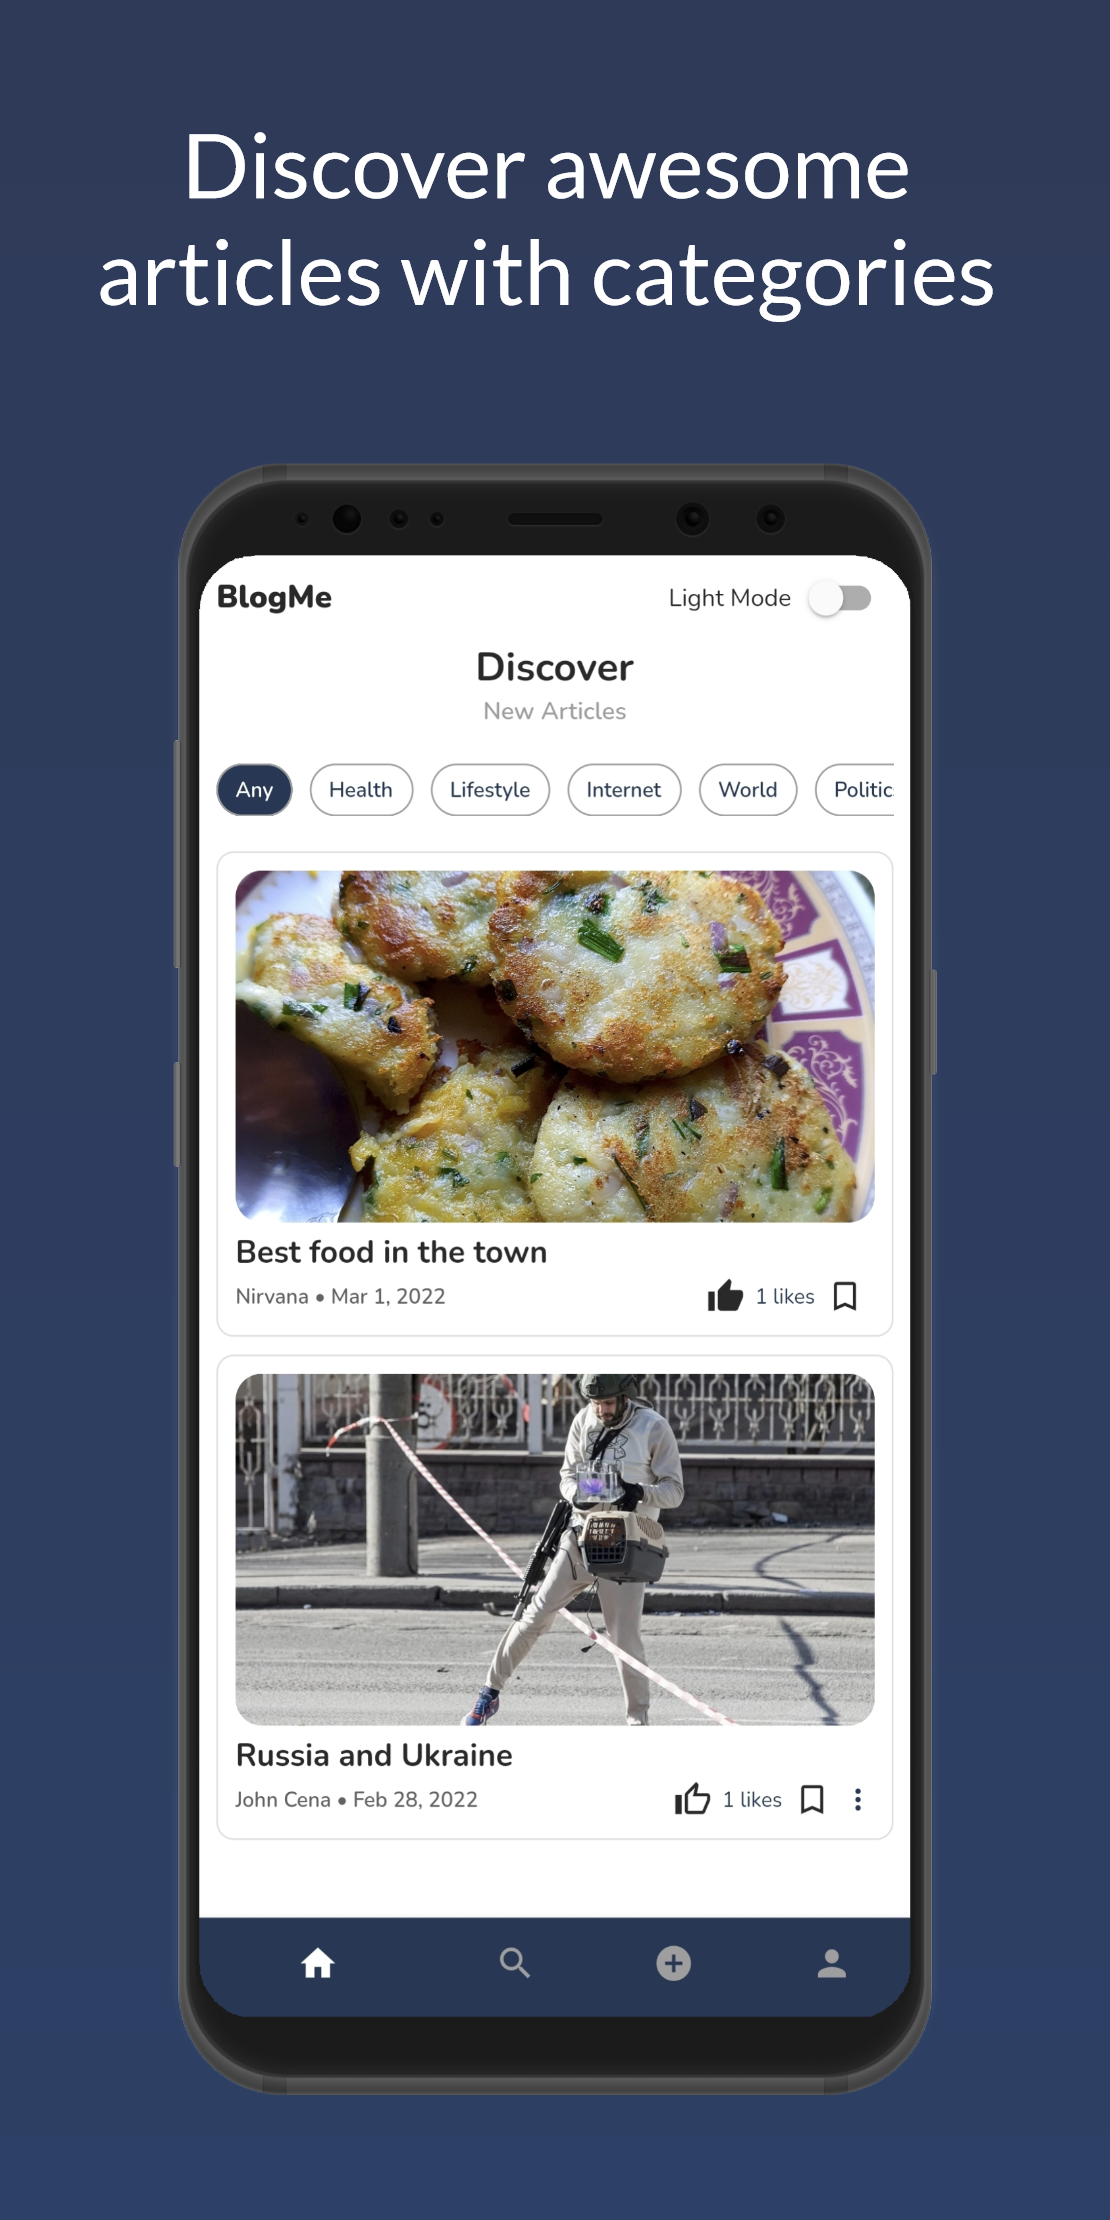 Discover awesome
articles with categories
BlogMe
Light Mode
Discover
New Articles
Any
Health
Lifestyle
Internet
World
Politic
Best food in the town
Nirvana • Mar 1, 2022
1 likes
Russia and Ukraine
John Cena • Feb 28, 2022
1 likes